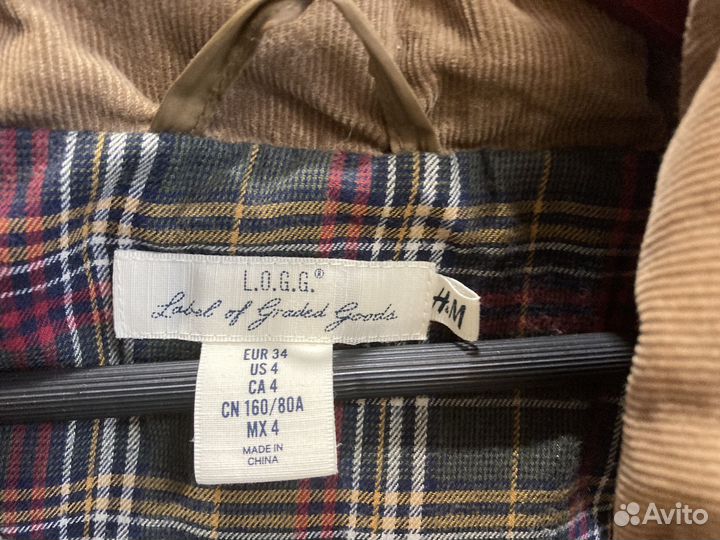 L.O.G.G.®
Label of Graded Goods
H&M
EUR 34
US 4
CA 4
CN 160/80A
MX 4
MADE IN
CHINA
Avito